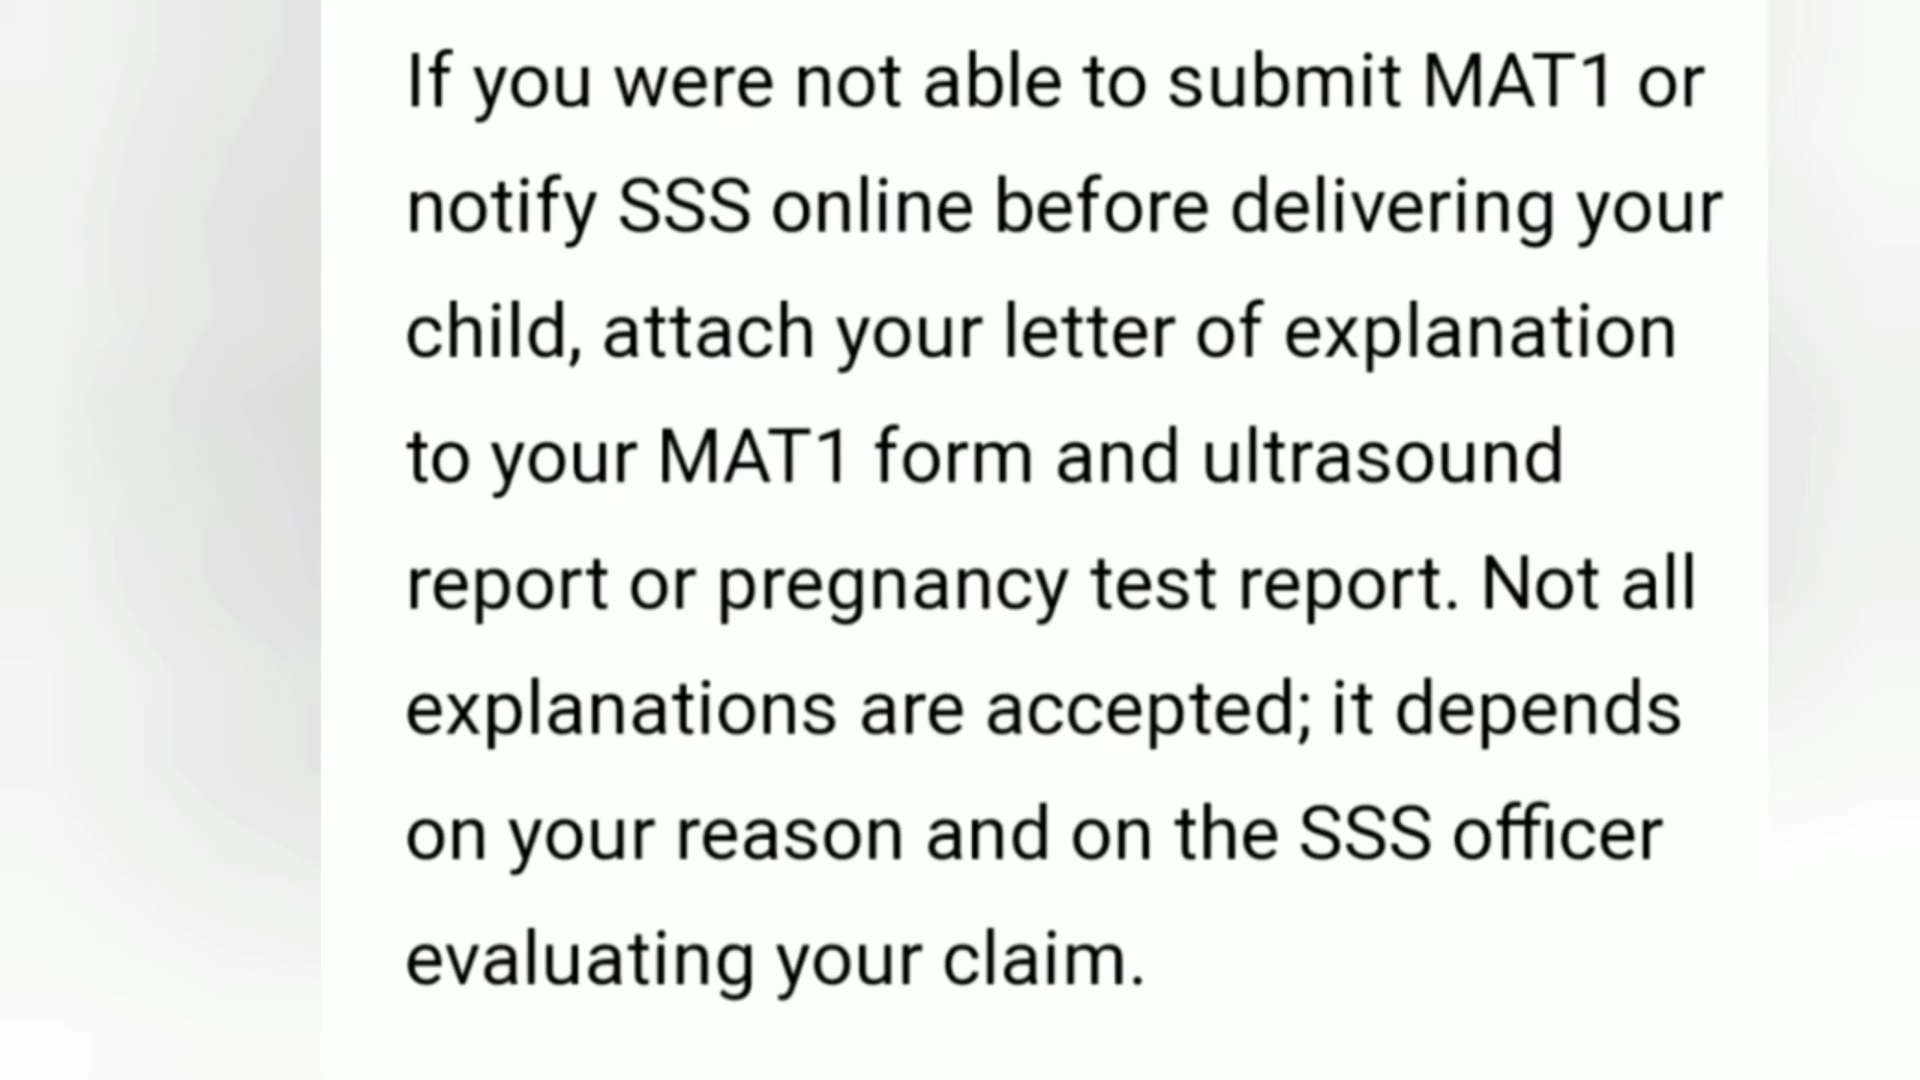 If you were not able to submit MAT1 or
notify SSS online before delivering your
child, attach your letter of explanation
to your MAT1 form and ultrasound
report or pregnancy test report. Not all
explanations are accepted; it depends
on your reason and on the SSS officer
evaluating your claim.